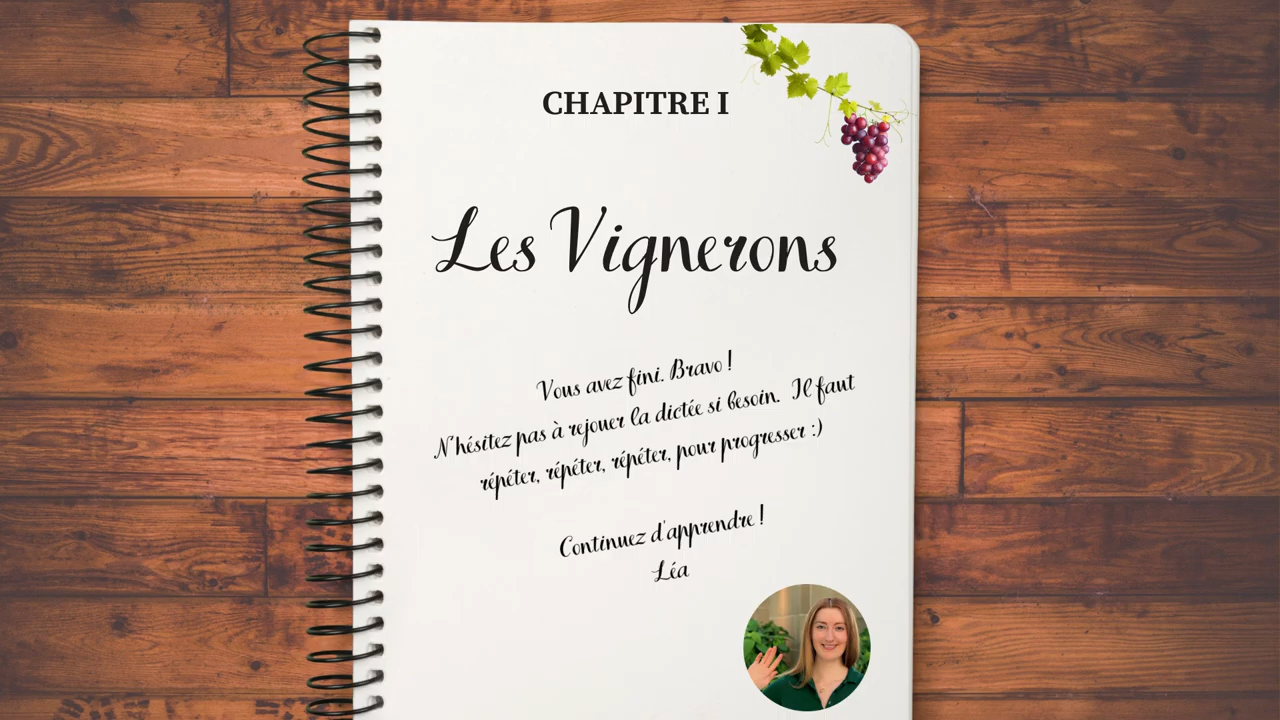 CHAPITRE I
Les Vignerons
Vous avez fini. Bravo !
N'hésitez pas à rejouer la dictée si besoin. Il faut
répéter, répéter, répéter, pour progresser :)
Continuez d'apprendre !
Léa